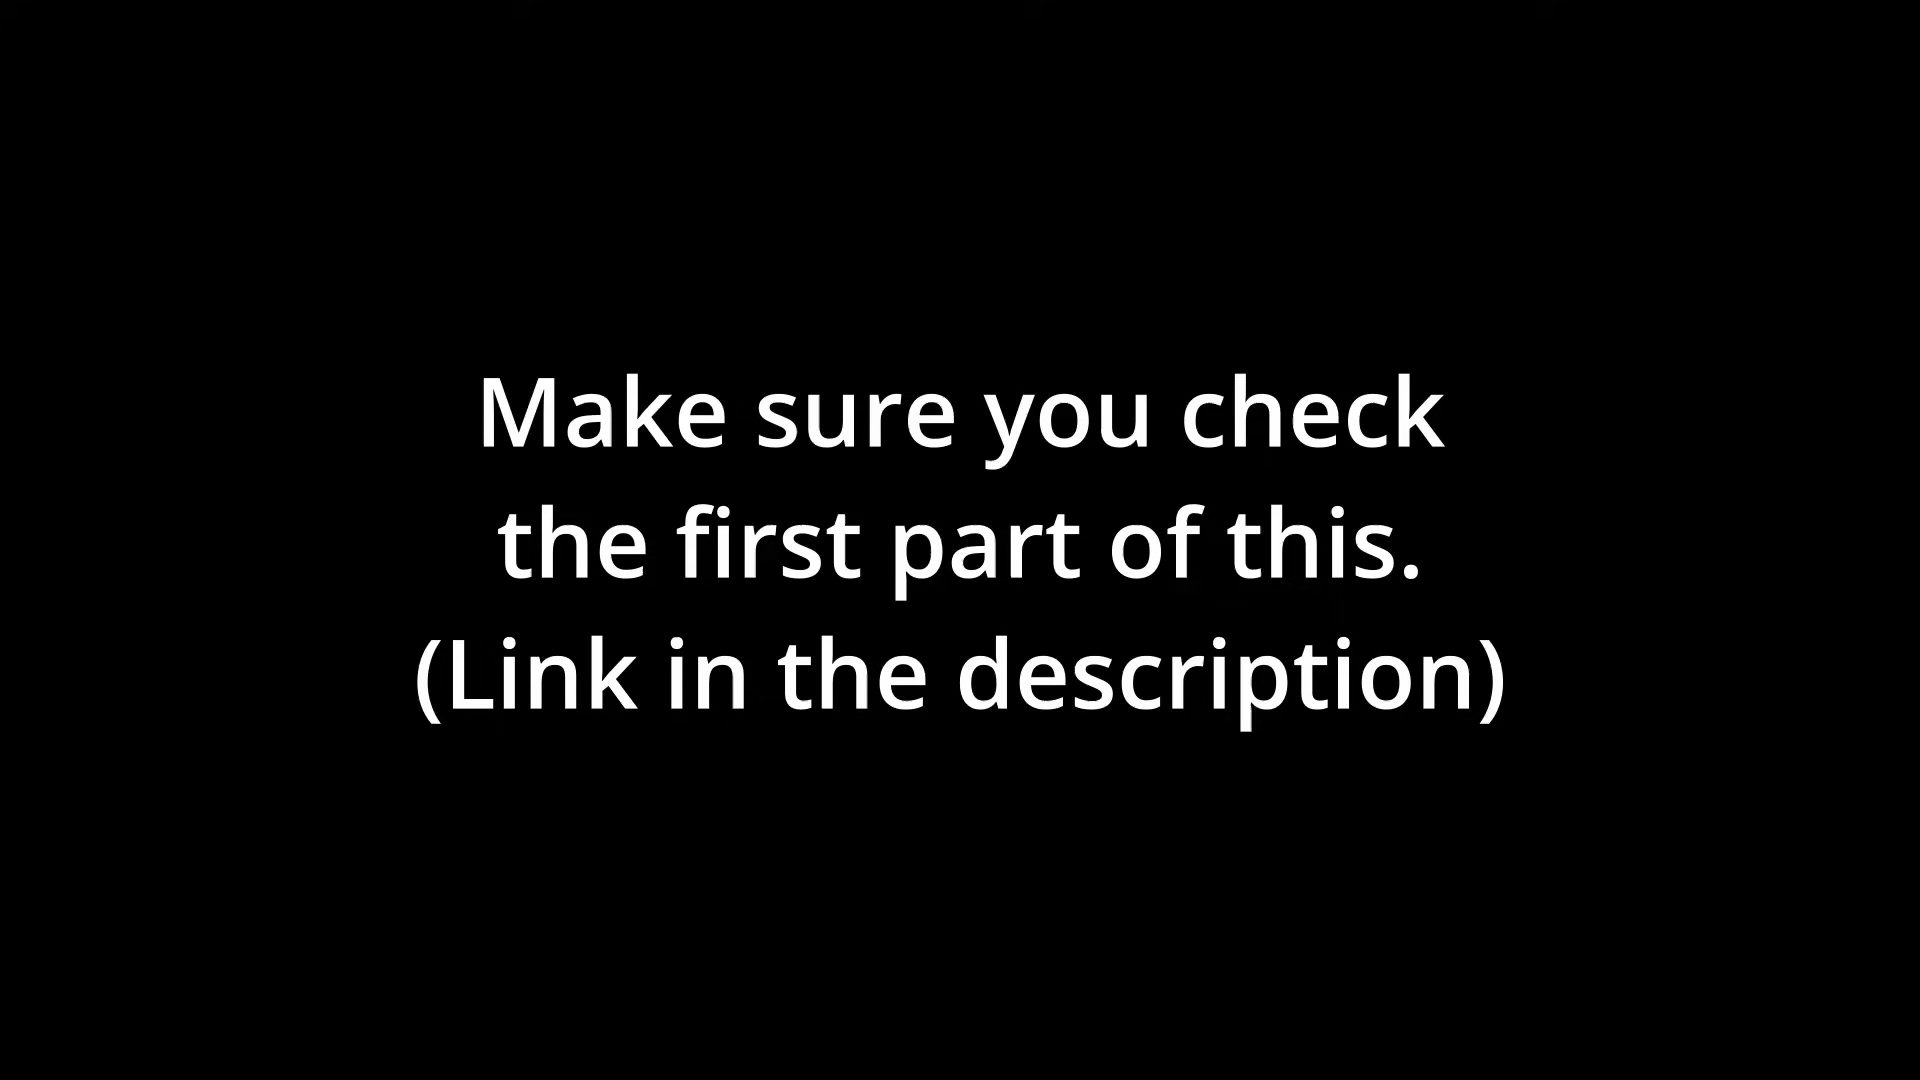 Make sure you check
the first part of this.
(Link in the description)